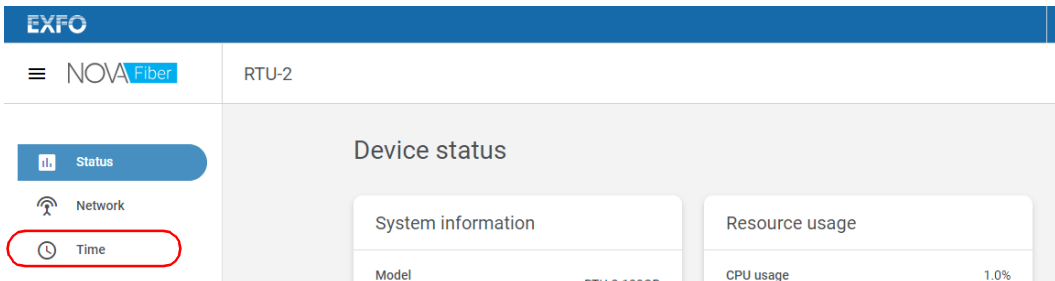 EXFO
NOVA Fiber
RTU-2
Status
Network
Time
Device status
System information
Model
Resource usage
CPU usage 1.0%